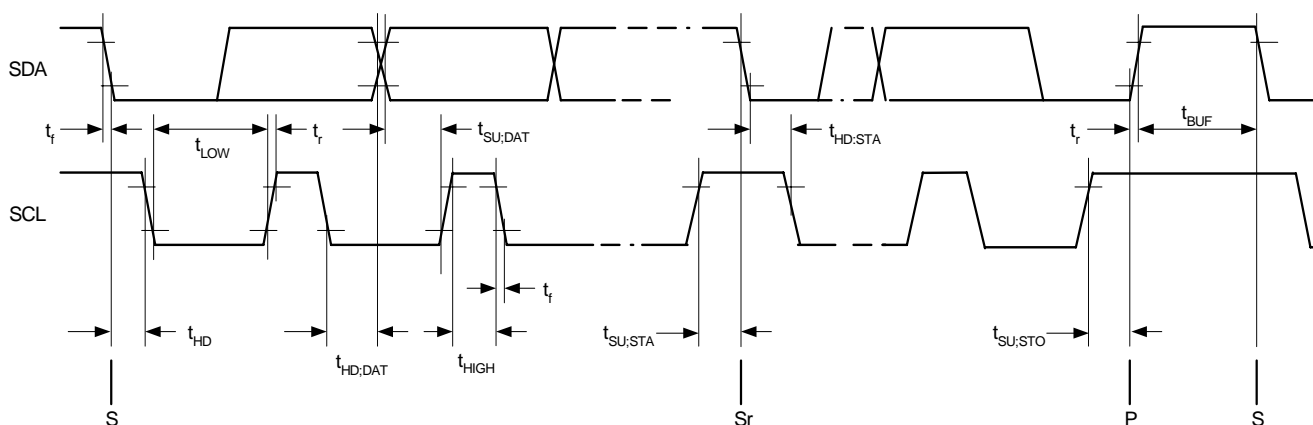 SDA
t_f
t_LOW
t_r
t_SU;DAT
t_HD:STA
t_r
t_BUF
SCL
t_f
t_HD
t_HD;DAT
t_HIGH
t_SU;STA
t_SU;STO
S
Sr
P
S